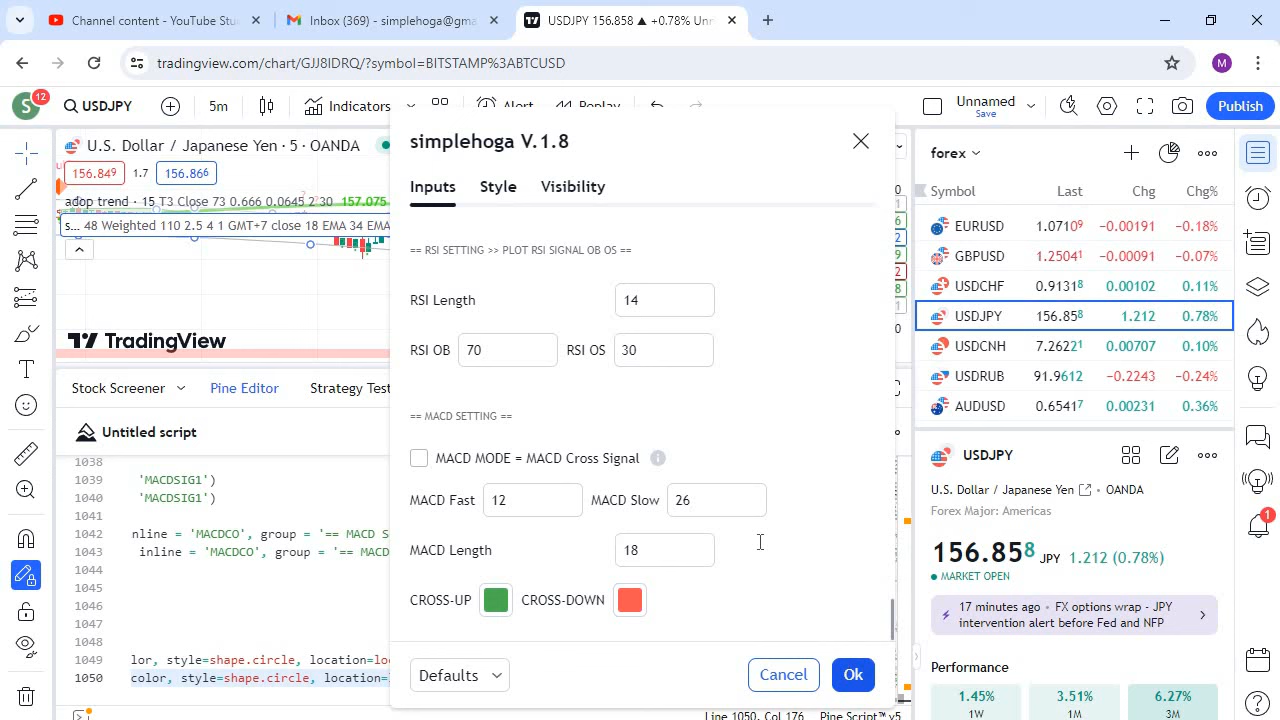 Channel content - YouTube Stu
Inbox (369) - simplehoga@gma
USDJPY 156.858 ▲ +0.78% Unn
tradingview.com/chart/GJJ8IDRQ/?symbol=BITSTAMP%3ABTCUSD
M
S
12
USDJPY
5m
Indicators
Alert
Replay
Unnamed
Save
Publish
U.S. Dollar / Japanese Yen · 5 · OANDA
156.849
1.7
156.866
adop trend · 15 T3 Close 73 0.666 0.0645 2 30 157.075
s... 48 Weighted 110 2.5 4 1 GMT+7 close 18 EMA 34 EMA
TradingView
Stock Screener
Pine Editor
Strategy Test
Untitled script
1038
1039 'MACDSIG1')
1040 'MACDSIG1')
1041
1042 nline = 'MACDCO', group = '== MACD S
1043 inline = 'MACDCO', group = '== MACD
1044
1045
1046
1047
1048
1049 lor, style=shape.circle, location=loc
1050 color, style=shape.circle, location=
Line 1050, Col 176
Pine Script™ v5
simplehoga V.1.8
Inputs
Style
Visibility
== RSI SETTING >> PLOT RSI SIGNAL OB OS ==
RSI Length
14
RSI OB
70
RSI OS
30
== MACD SETTING ==
MACD MODE = MACD Cross Signal
MACD Fast
12
MACD Slow
26
MACD Length
18
CROSS-UP
CROSS-DOWN
Defaults
Cancel
Ok
forex
Symbol Last Chg Chg%
EURUSD 1.07109 −0.00191 −0.18%
GBPUSD 1.25041 −0.00091 −0.07%
USDCHF 0.91318 0.00102 0.11%
USDJPY 156.858 1.212 0.78%
USDCNH 7.26221 0.00707 0.10%
USDRUB 91.9612 −0.2243 −0.24%
AUDUSD 0.65417 0.00231 0.36%
USDJPY
U.S. Dollar / Japanese Yen · OANDA
Forex Major: Americas
156.858 JPY 1.212 (0.78%)
MARKET OPEN
17 minutes ago · FX options wrap - JPY
intervention alert before Fed and NFP
Performance
1.45% 3.51% 6.27%
1W 1M 3M
1